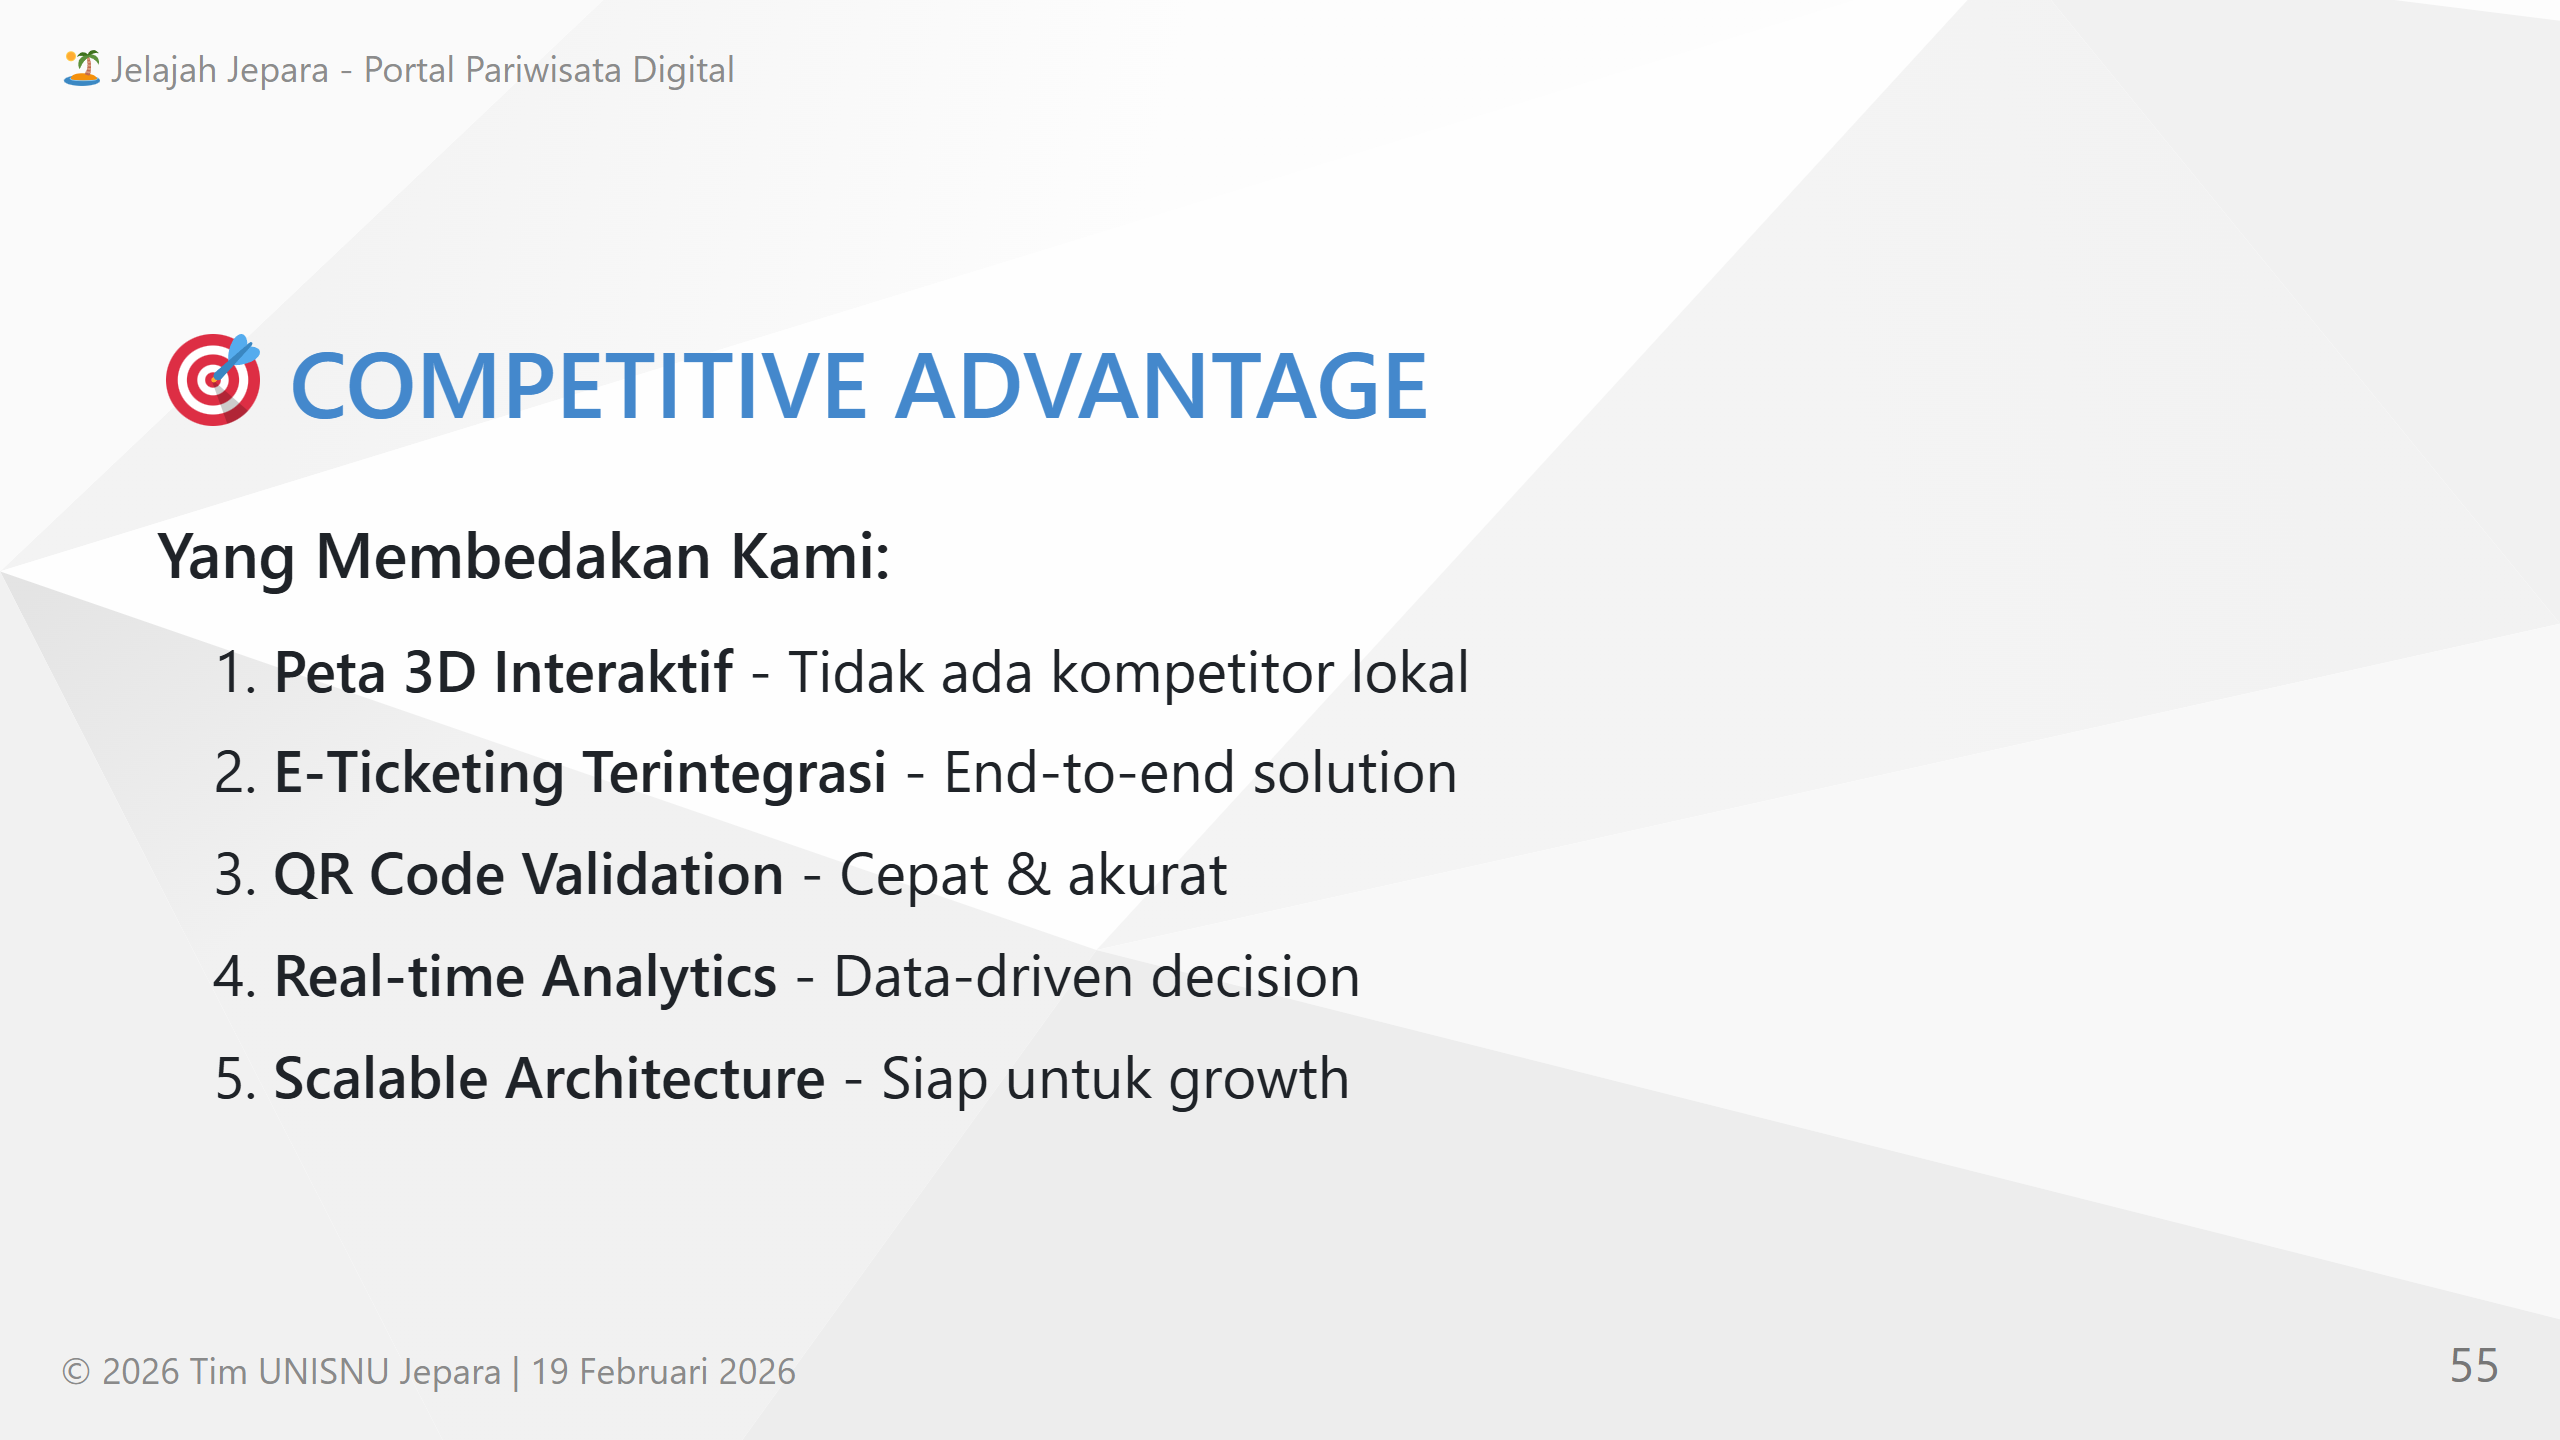 Jelajah Jepara - Portal Pariwisata Digital
COMPETITIVE ADVANTAGE
Yang Membedakan Kami:
1. Peta 3D Interaktif - Tidak ada kompetitor lokal
2. E-Ticketing Terintegrasi - End-to-end solution
3. QR Code Validation - Cepat & akurat
4. Real-time Analytics - Data-driven decision
5. Scalable Architecture - Siap untuk growth
© 2026 Tim UNISNU Jepara | 19 Februari 2026
55